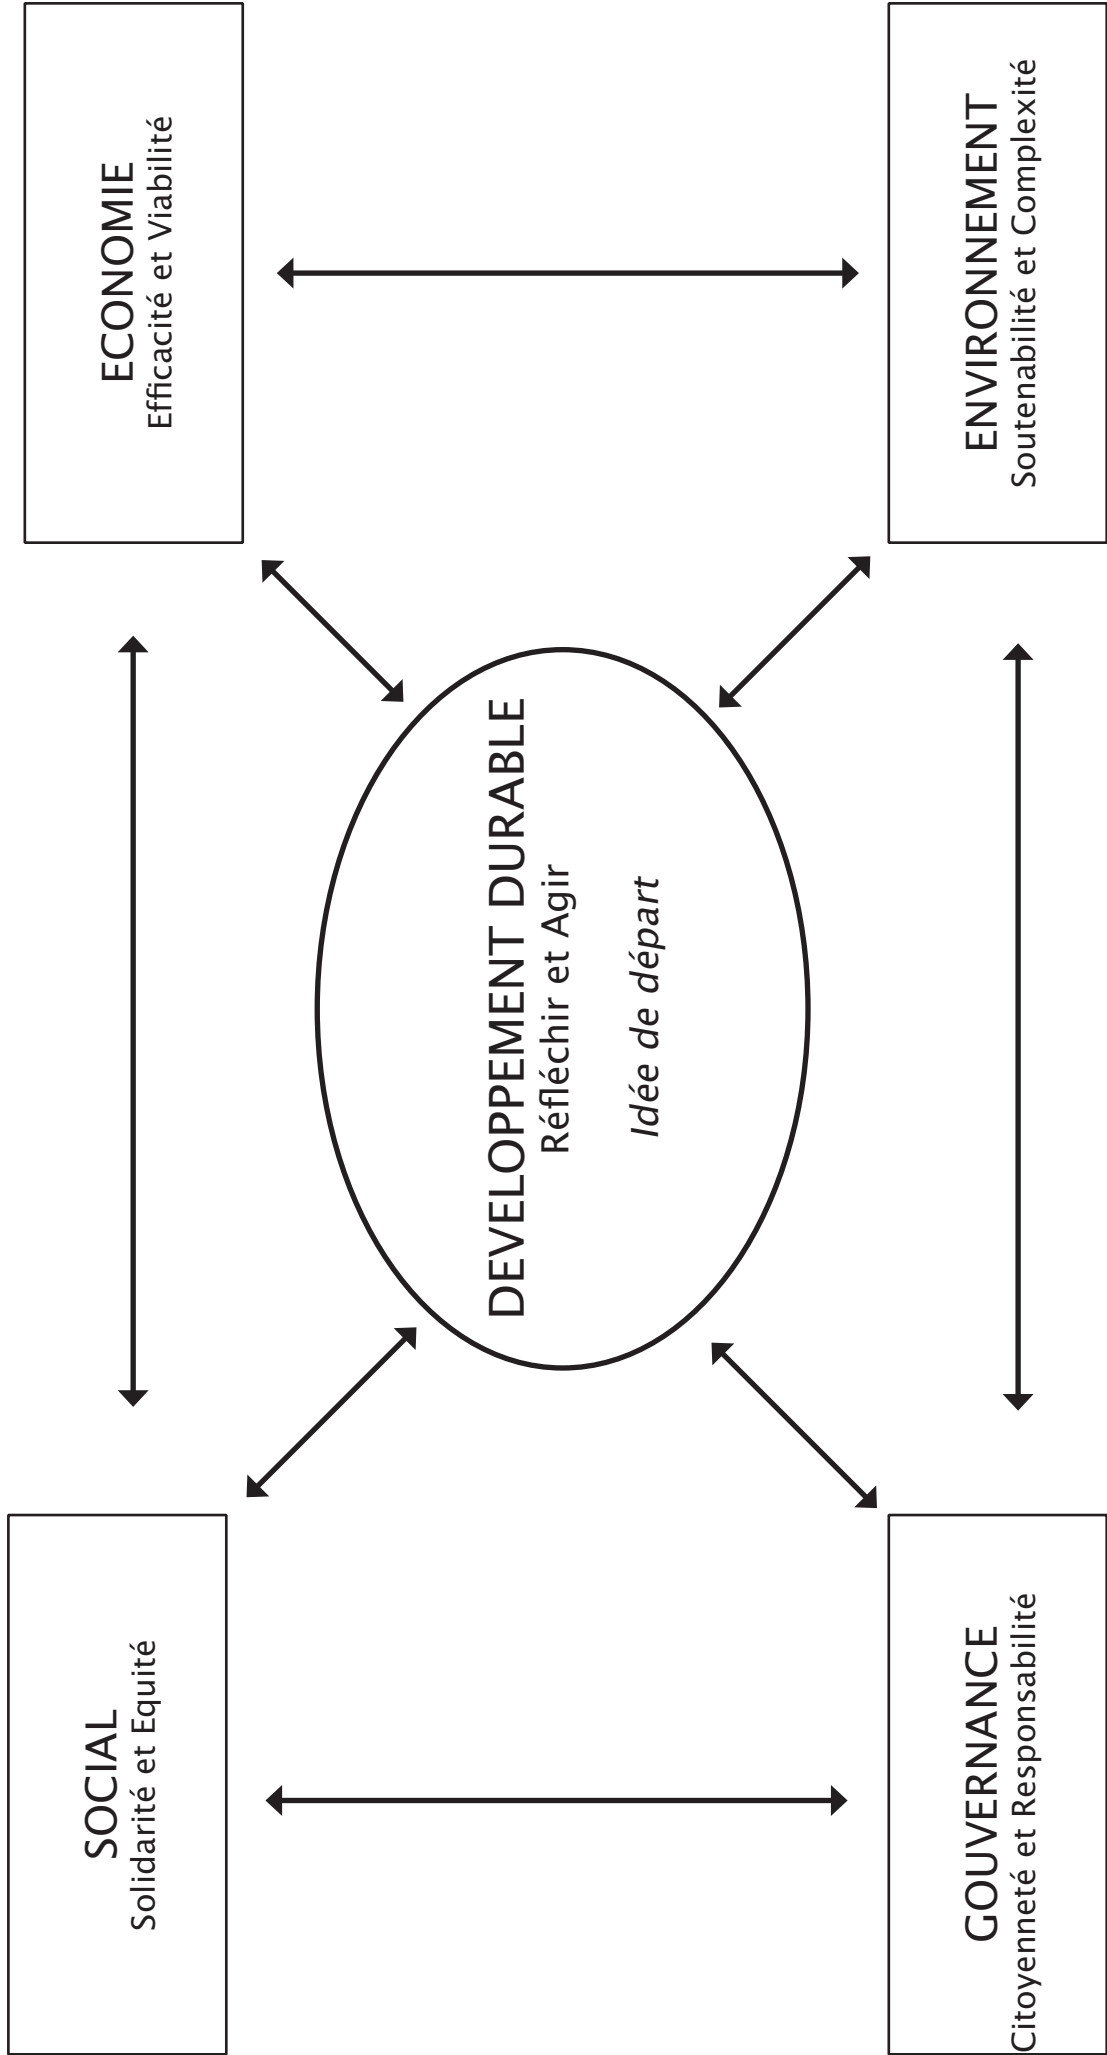 SOCIAL
Solidarité et Equité
ECONOMIE
Efficacité et Viabilité
DEVELOPPEMENT DURABLE
Réfléchir et Agir
Idée de départ
GOUVERNANCE
Citoyenneté et Responsabilité
ENVIRONNEMENT
Soutenabilité et Complexité